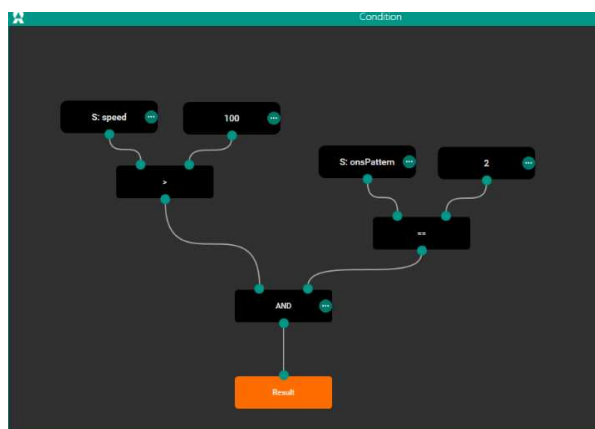 Condition
S: speed
100
S: onsPattern
2
>
==
AND
Result